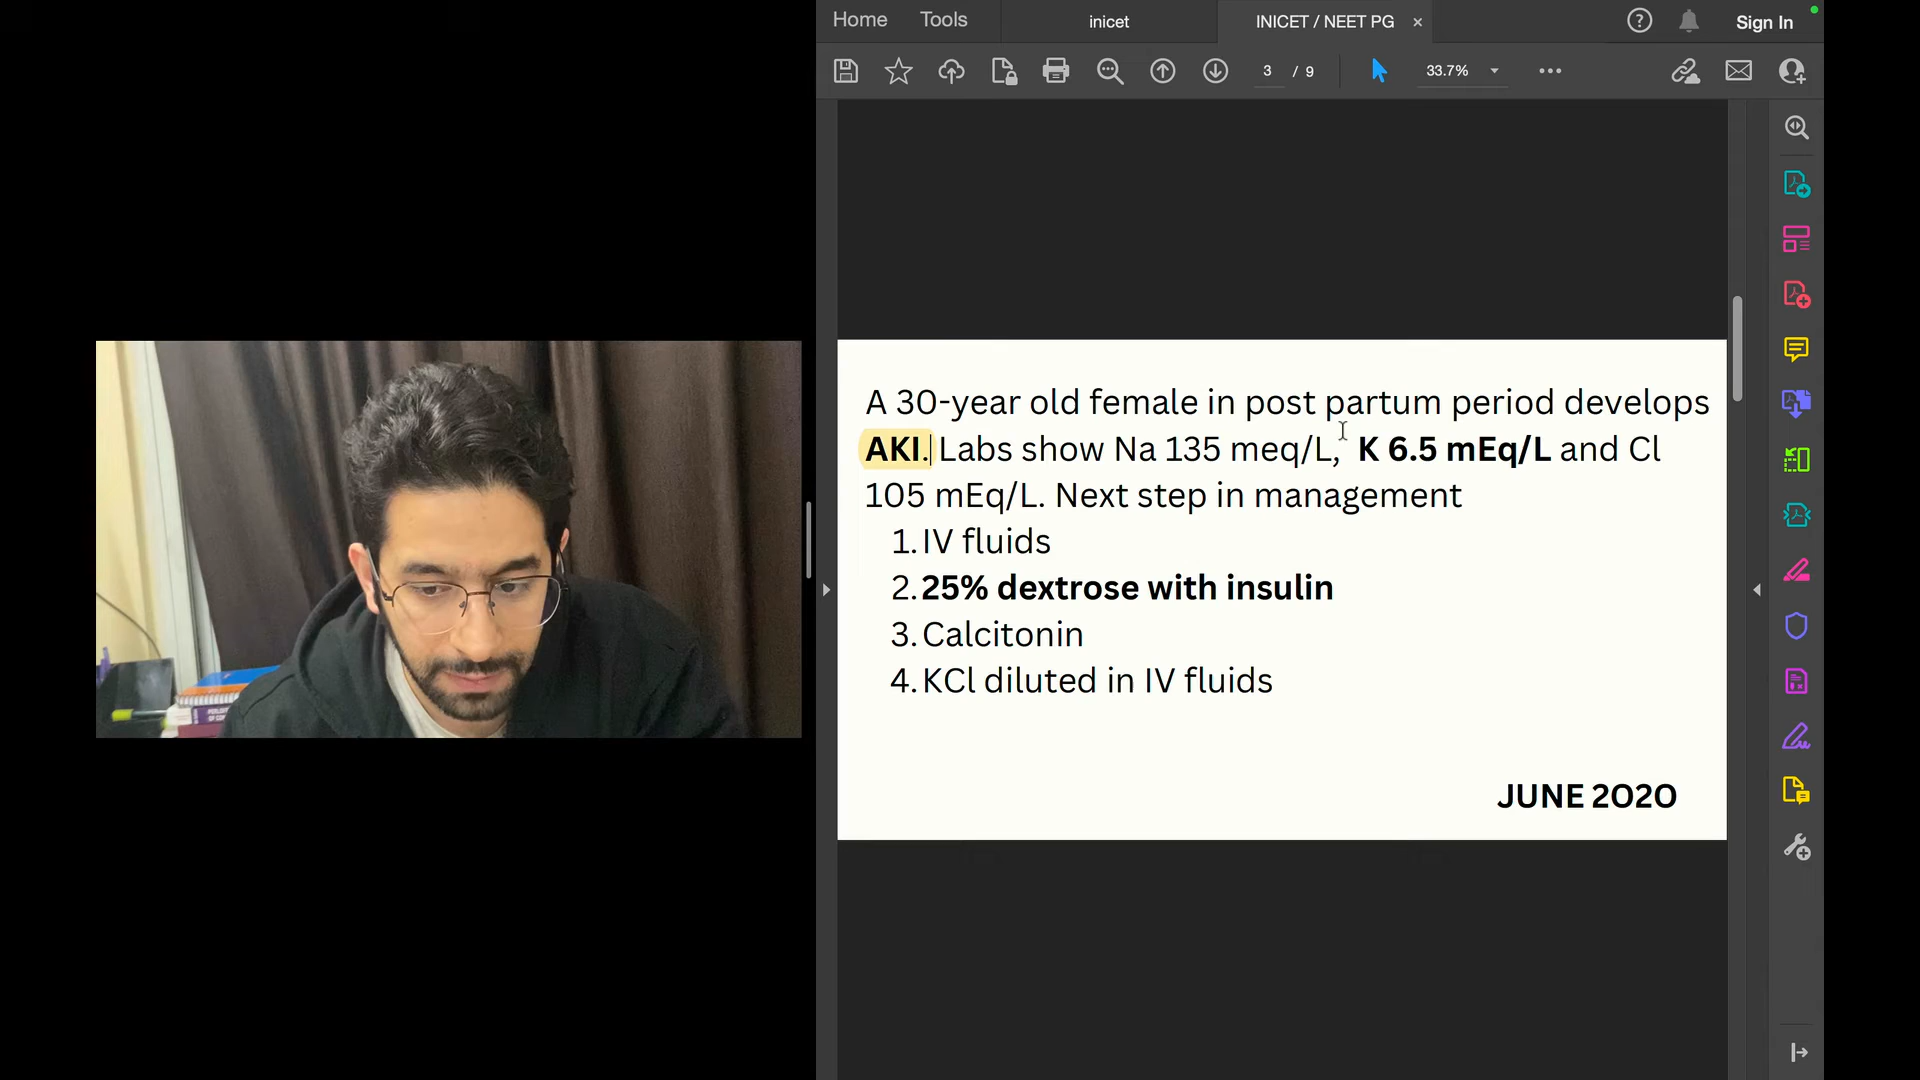 Home Tools inicet INICET / NEET PG × Sign In
3 / 9 33.7%
A 30-year old female in post partum period develops
AKI. Labs show Na 135 meq/L, K 6.5 mEq/L and Cl
105 mEq/L. Next step in management
1. IV fluids
2. 25% dextrose with insulin
3. Calcitonin
4. KCl diluted in IV fluids
JUNE 2020